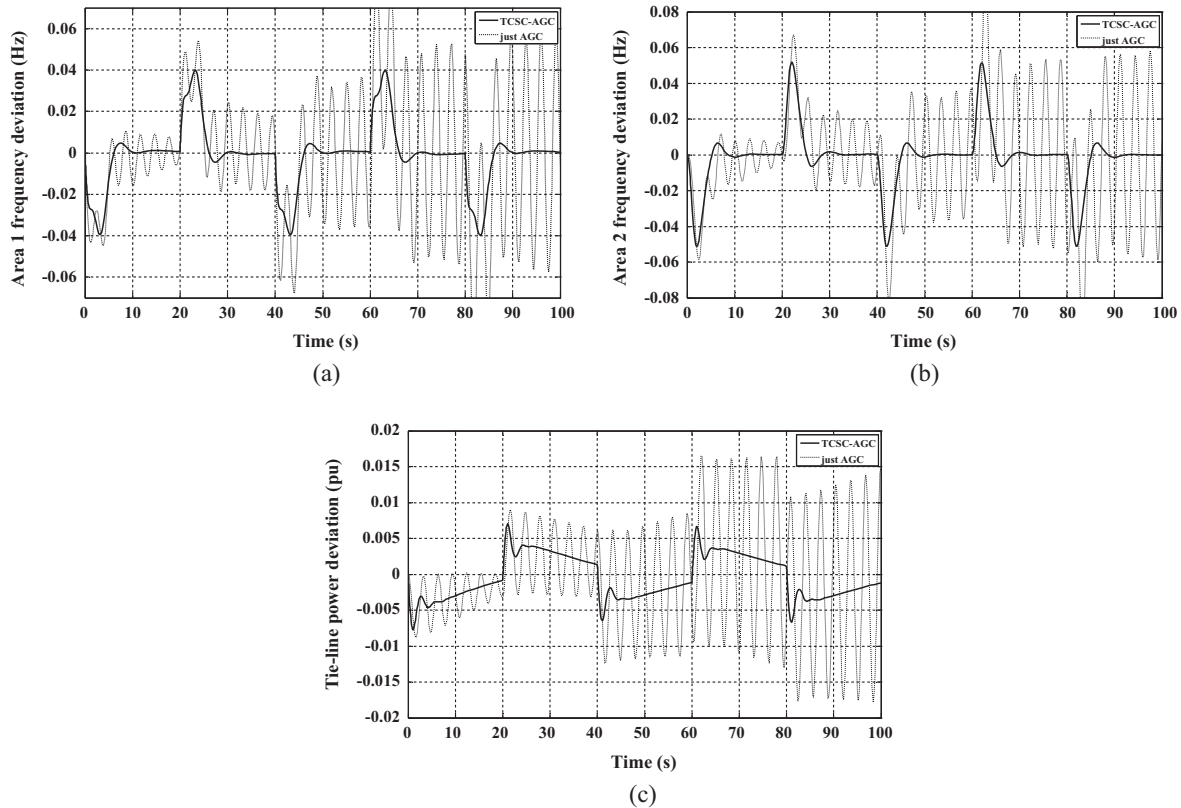 0.06
0.04
0.02
0
-0.02
-0.04
-0.06
Area 1 frequency deviation (Hz)
TCSC-AGC
just AGC
0 10 20 30 40 50 60 70 80 90 100
Time (s)
(a)
0.08
0.06
0.04
0.02
0
-0.02
-0.04
-0.06
-0.08
Area 2 frequency deviation (Hz)
TCSC-AGC
just AGC
0 10 20 30 40 50 60 70 80 90 100
Time (s)
(b)
0.02
0.015
0.01
0.005
0
-0.005
-0.01
-0.015
-0.02
Tie-line power deviation (pu)
TCSC-AGC
just AGC
0 10 20 30 40 50 60 70 80 90 100
Time (s)
(c)